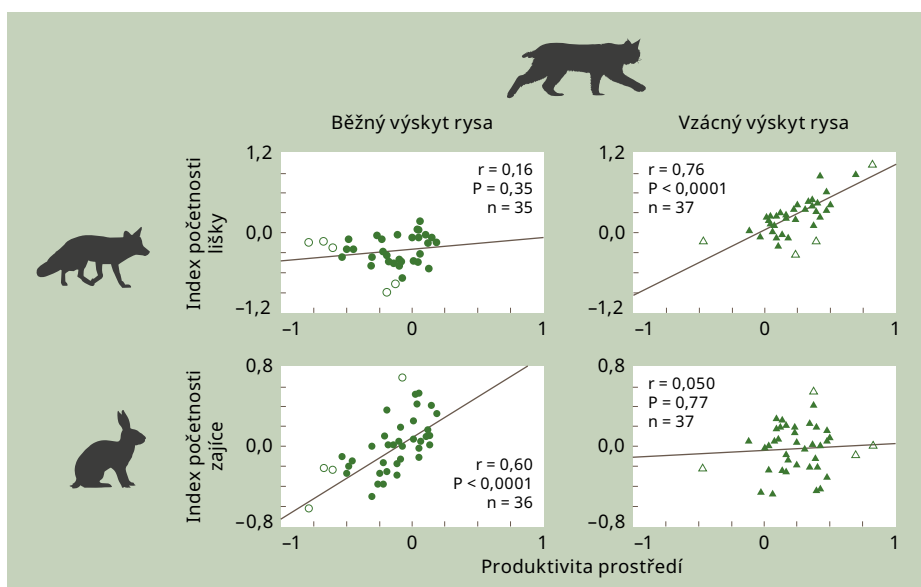 Běžný výskyt rysa
Vzácný výskyt rysa
Index početnosti
lišky
1,2
0,0
−1,2
r = 0,16
P = 0,35
n = 35
−1
0
1
1,2
0,0
−1,2
r = 0,76
P < 0,0001
n = 37
−1
0
1
Index početnosti
zajíce
0,8
0,0
−0,8
r = 0,60
P < 0,0001
n = 36
−1
0
1
0,8
0,0
−0,8
r = 0,050
P = 0,77
n = 37
−1
0
1
Produktivita prostředí